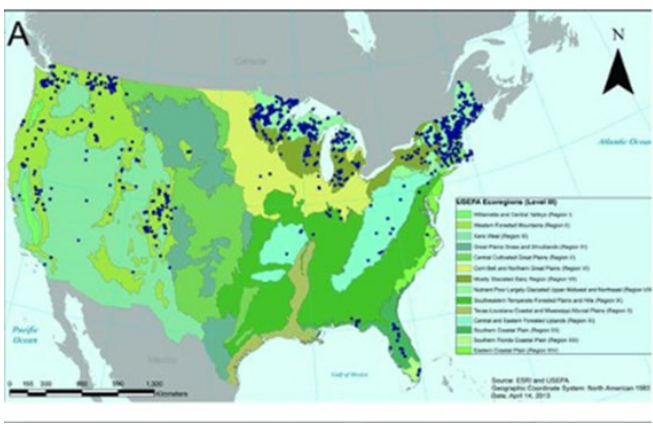 A
N
Canada
Atlantic Ocean
USEPA Ecoregions (Level III)
Willamette and Central Valleys (Region I)
Western Forested Mountains (Region II)
Xeric West (Region III)
Great Plains Grass and Shrublands (Region IV)
Central Cultivated Great Plains (Region V)
Corn Belt and Northern Great Plains (Region VI)
Mostly Glaciated Dairy Region (Region VII)
Nutrient Poor Largely Glaciated Upper Midwest and Northeast (Region VIII)
Southeastern Temperate Forested Plains and Hills (Region IX)
Texas-Louisiana Coastal and Mississippi Alluvial Plains (Region X)
Central and Eastern Forested Uplands (Region XI)
Southern Coastal Plain (Region XII)
Southern Florida Coastal Plain (Region XIII)
Eastern Coastal Plain (Region XIV)
Pacific
Ocean
Mexico
Gulf of Mexico
Kilometers
Source: ESRI and USEPA
Geographic Coordinate System: North American 1983
Date: April 14, 2013